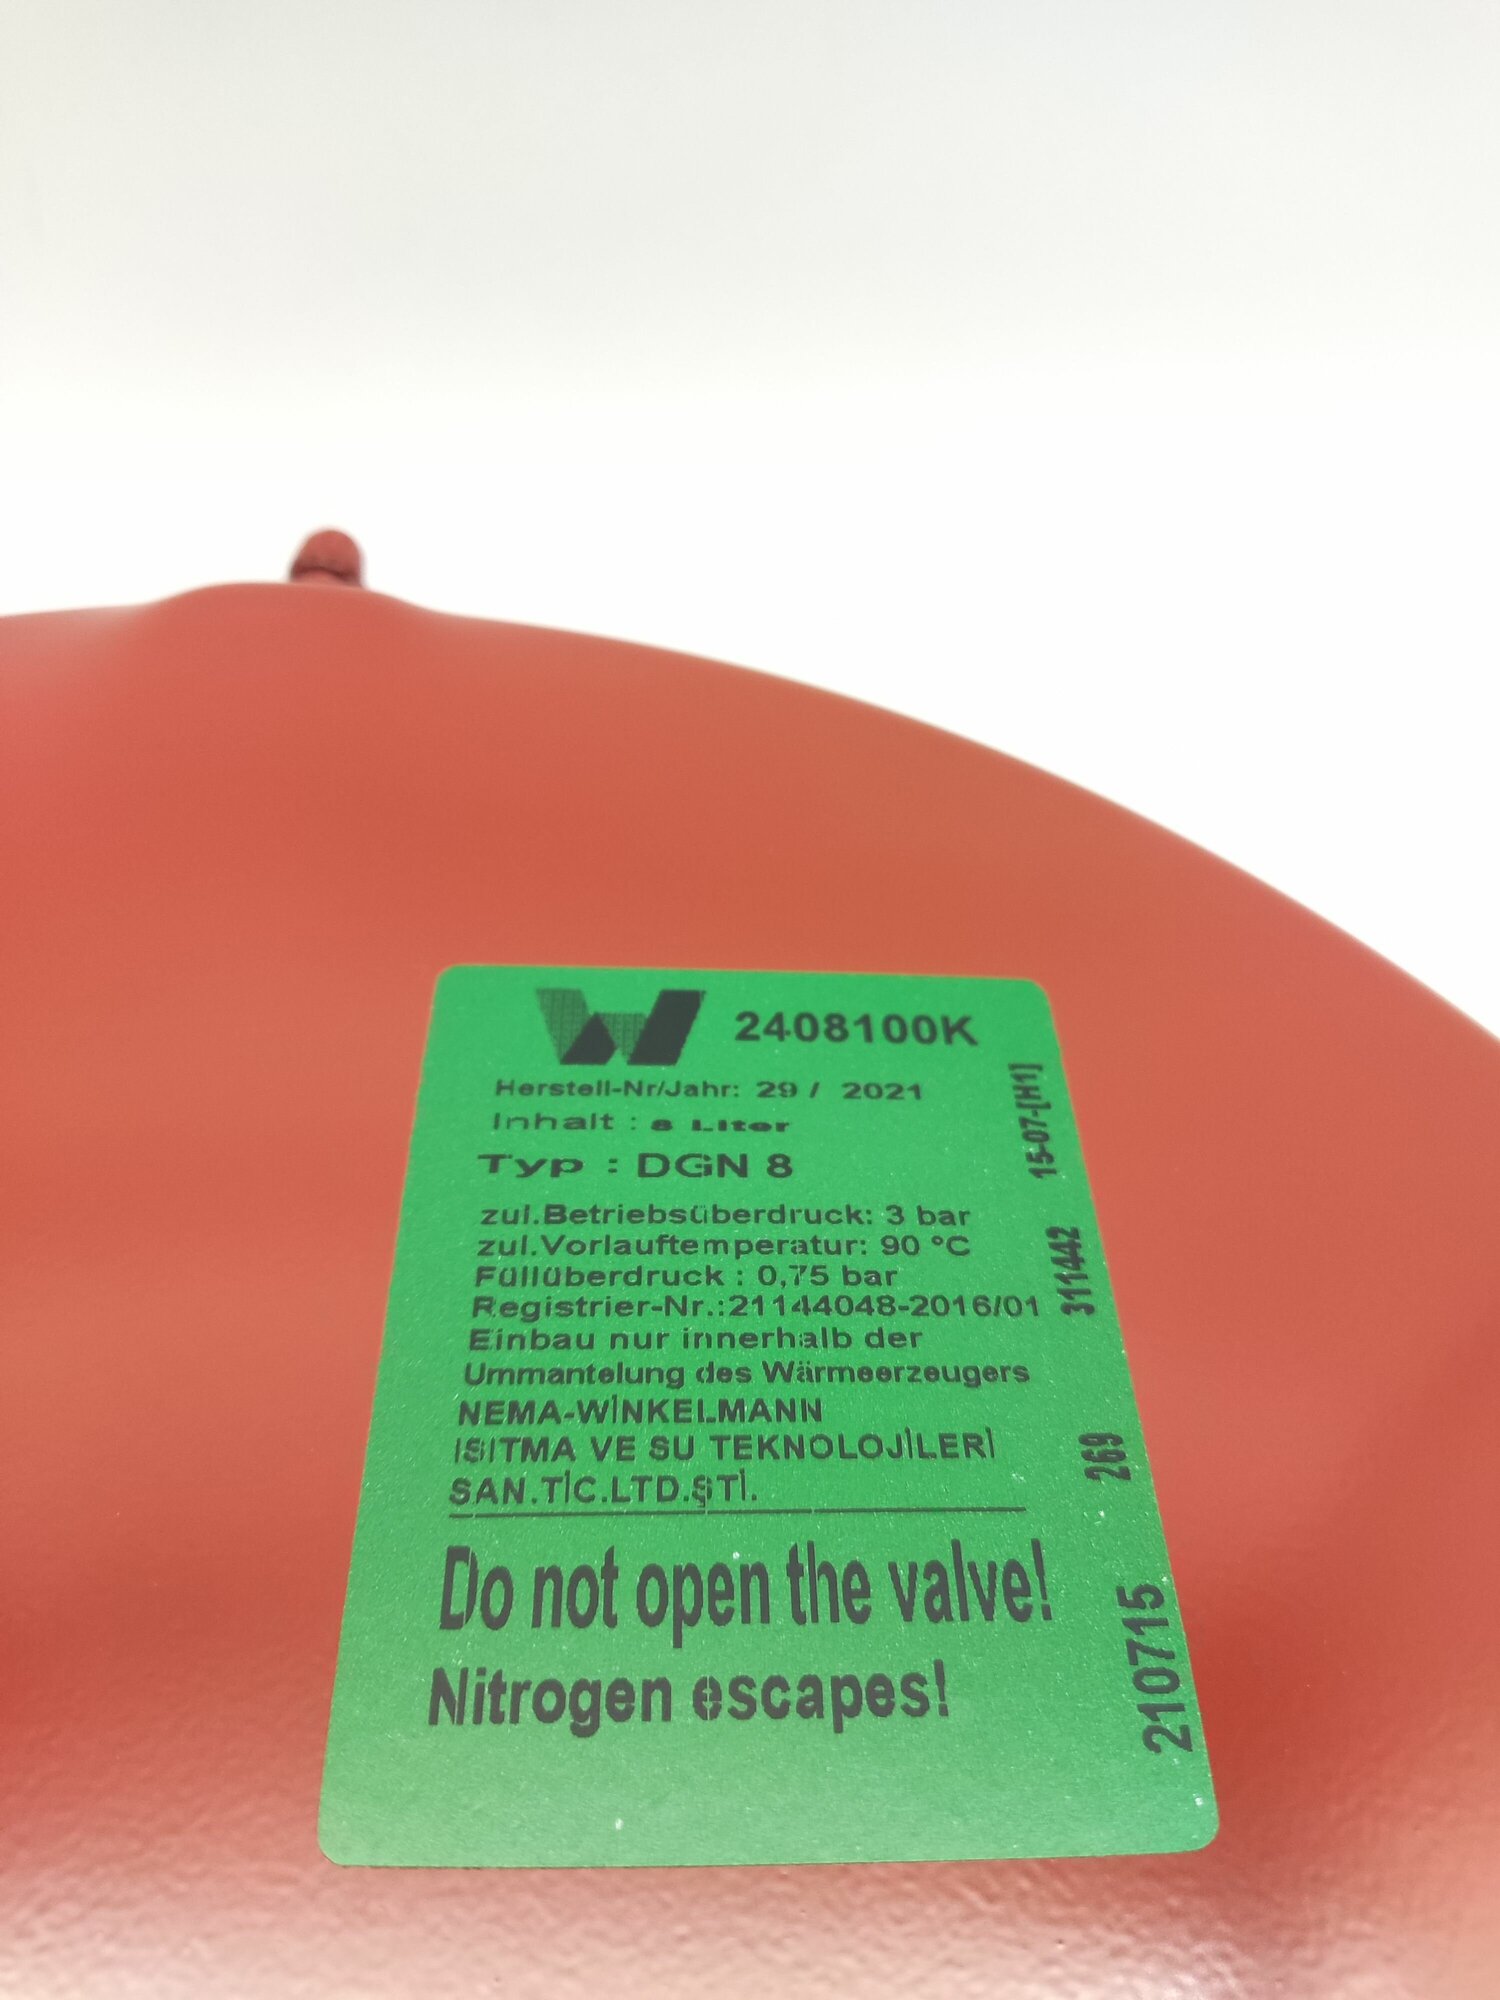 W 2408100K
Herstell-Nr/Jahr: 29 / 2021
Inhalt : 8 Liter
Typ : DGN 8
zul.Betriebsüberdruck: 3 bar
zul.Vorlauftemperatur: 90 °C
Füllüberdruck : 0,75 bar
Registrier-Nr.:21144048-2016/01
Einbau nur innerhalb der
Ummantelung des Wärmeerzeugers
NEMA-WİNKELMANN
ISITMA VE SU TEKNOLOJİLERİ
SAN.TİC.LTD.ŞTİ.
Do not open the valve!
Nitrogen escapes!
210715 269 311442 15-07-[H1]